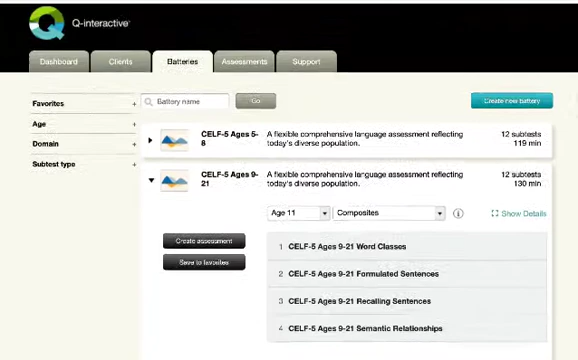 Q-interactive
Dashboard Clients Batteries Assessments Support
Favorites +
Age +
Domain +
Subtest type +
Battery name Go Create new battery
CELF-5 Ages 5-8 A flexible comprehensive language assessment reflecting today's diverse population. 12 subtests 119 min
CELF-5 Ages 9-21 A flexible comprehensive language assessment reflecting today's diverse population. 12 subtests 130 min
Age 11 Composites i Show Details
Create assessment
Save to favorites
1 CELF-5 Ages 9-21 Word Classes
2 CELF-5 Ages 9-21 Formulated Sentences
3 CELF-5 Ages 9-21 Recalling Sentences
4 CELF-5 Ages 9-21 Semantic Relationships